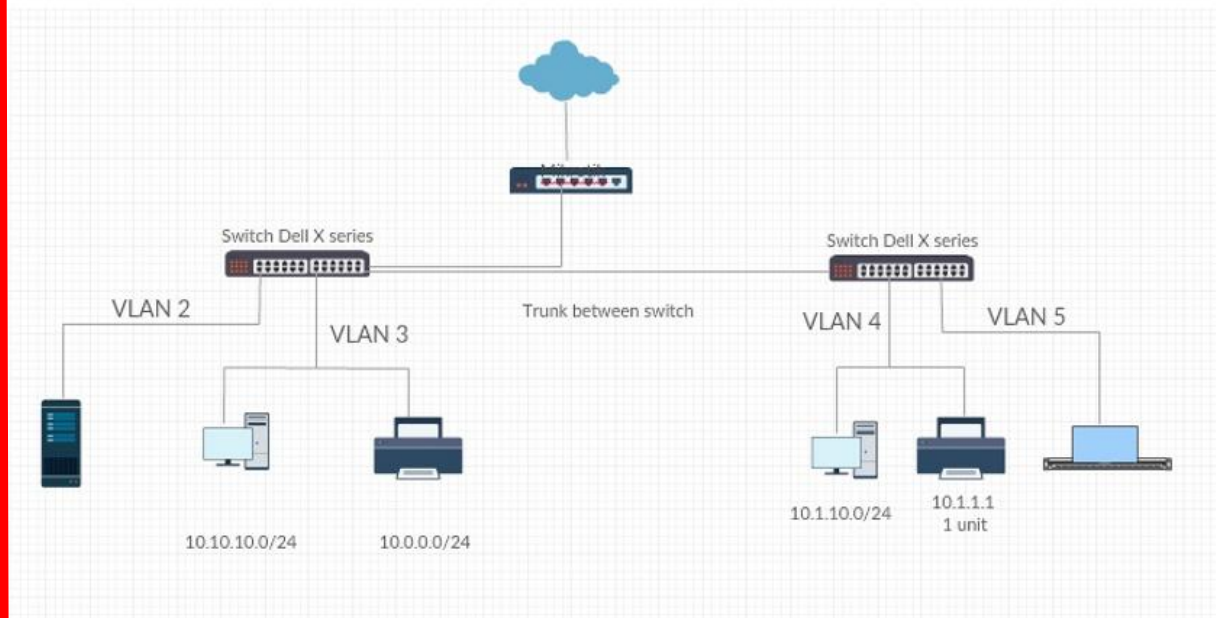 Switch Dell X series
Switch Dell X series
VLAN 2
VLAN 3
Trunk between switch
VLAN 4
VLAN 5
10.10.10.0/24
10.0.0.0/24
10.1.10.0/24
10.1.1.1
1 unit